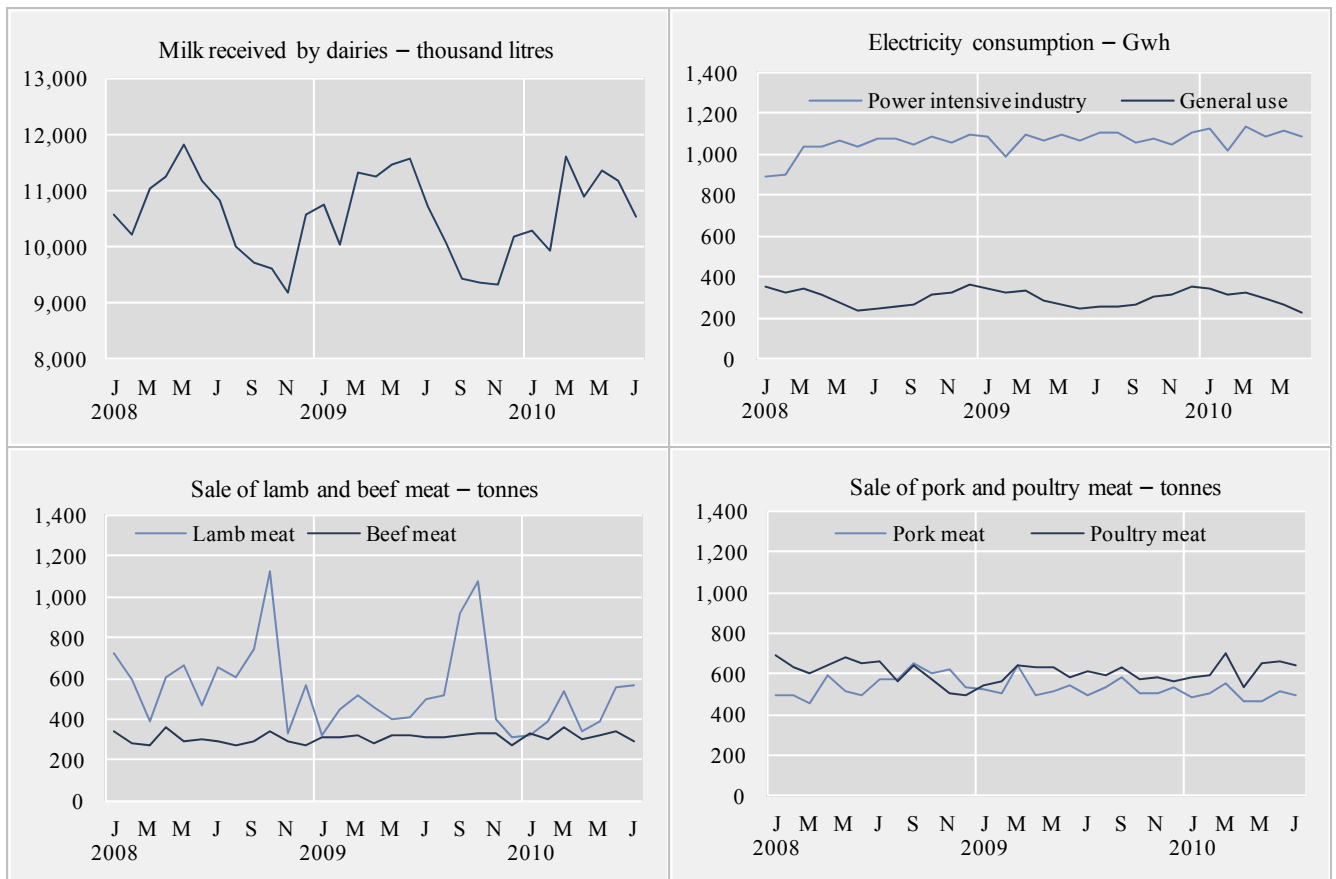 Milk received by dairies – thousand litres
13,000
12,000
11,000
10,000
9,000
8,000
J M M J S N J M M J S N J M M J
2008 2009 2010
Electricity consumption – Gwh
1,400
1,200
1,000
800
600
400
200
0
Power intensive industry General use
J M M J S N J M M J S N J M M
2008 2009 2010
Sale of lamb and beef meat – tonnes
1,400
1,200
1,000
800
600
400
200
0
Lamb meat Beef meat
J M M J S N J M M J S N J M M J
2008 2009 2010
Sale of pork and poultry meat – tonnes
1,400
1,200
1,000
800
600
400
200
0
Pork meat Poultry meat
J M M J S N J M M J S N J M M J
2008 2009 2010